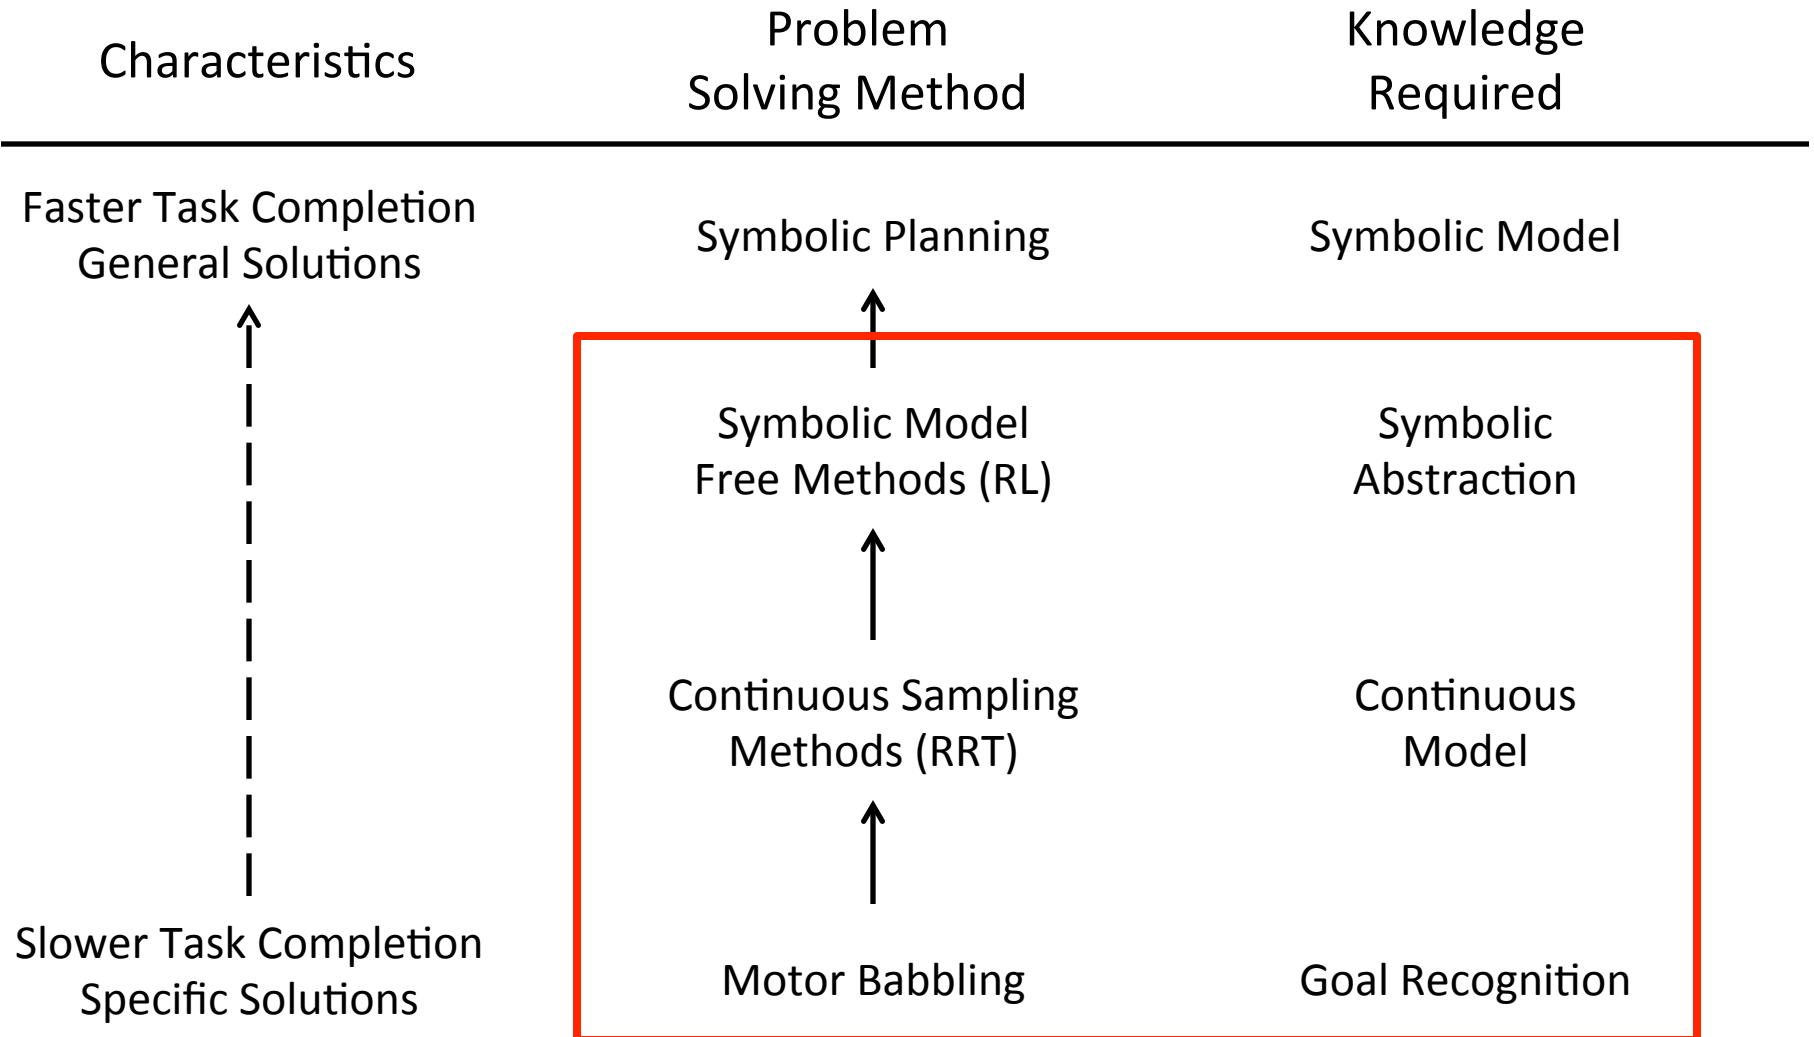 Characteristics
Problem
Solving Method
Knowledge
Required
Faster Task Completion
General Solutions
Symbolic Planning
Symbolic Model
Symbolic Model
Free Methods (RL)
Symbolic
Abstraction
Continuous Sampling
Methods (RRT)
Continuous
Model
Slower Task Completion
Specific Solutions
Motor Babbling
Goal Recognition